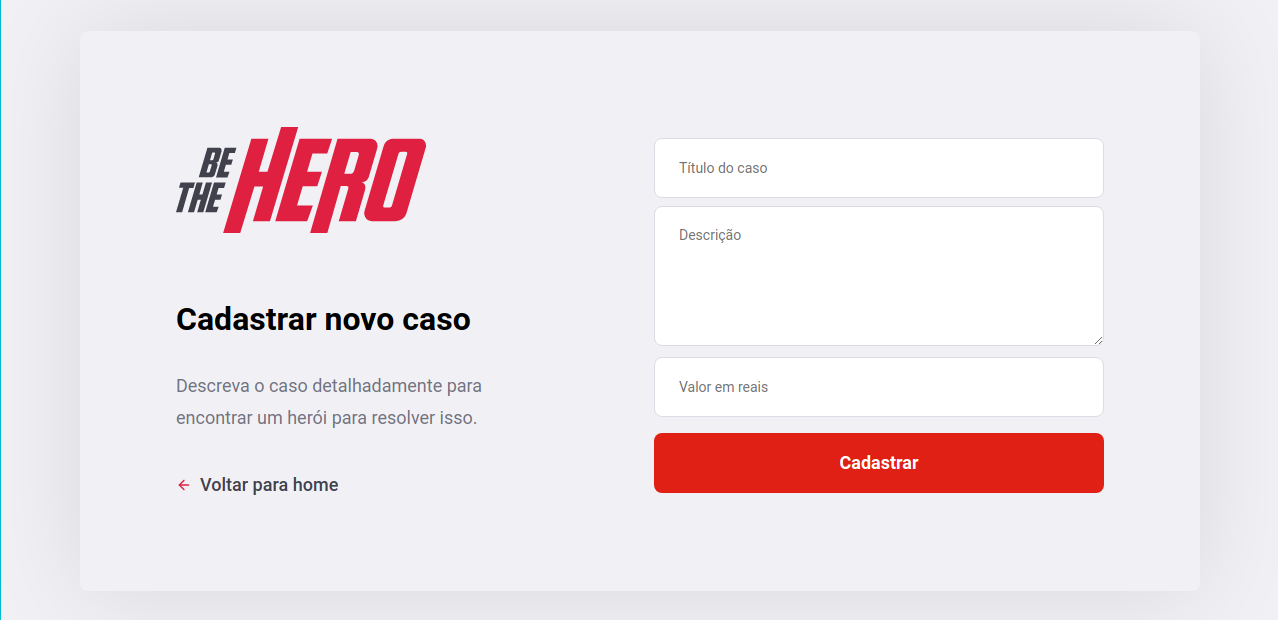 BE
THE
HERO
Cadastrar novo caso
Descreva o caso detalhadamente para
encontrar um herói para resolver isso.
Voltar para home
Título do caso
Descrição
Valor em reais
Cadastrar